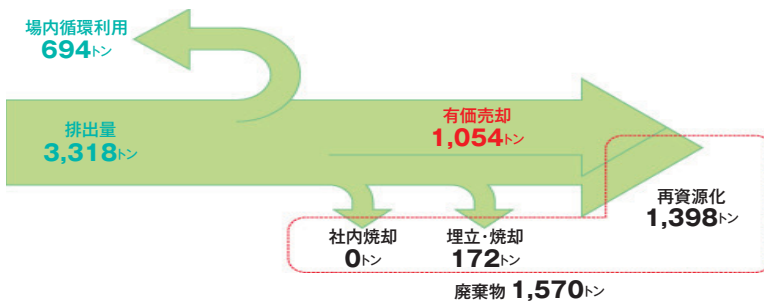 場内循環利用
694トン
排出量
3,318トン
有価売却
1,054トン
再資源化
1,398トン
社内焼却
0トン
埋立・焼却
172トン
廃棄物 1,570トン